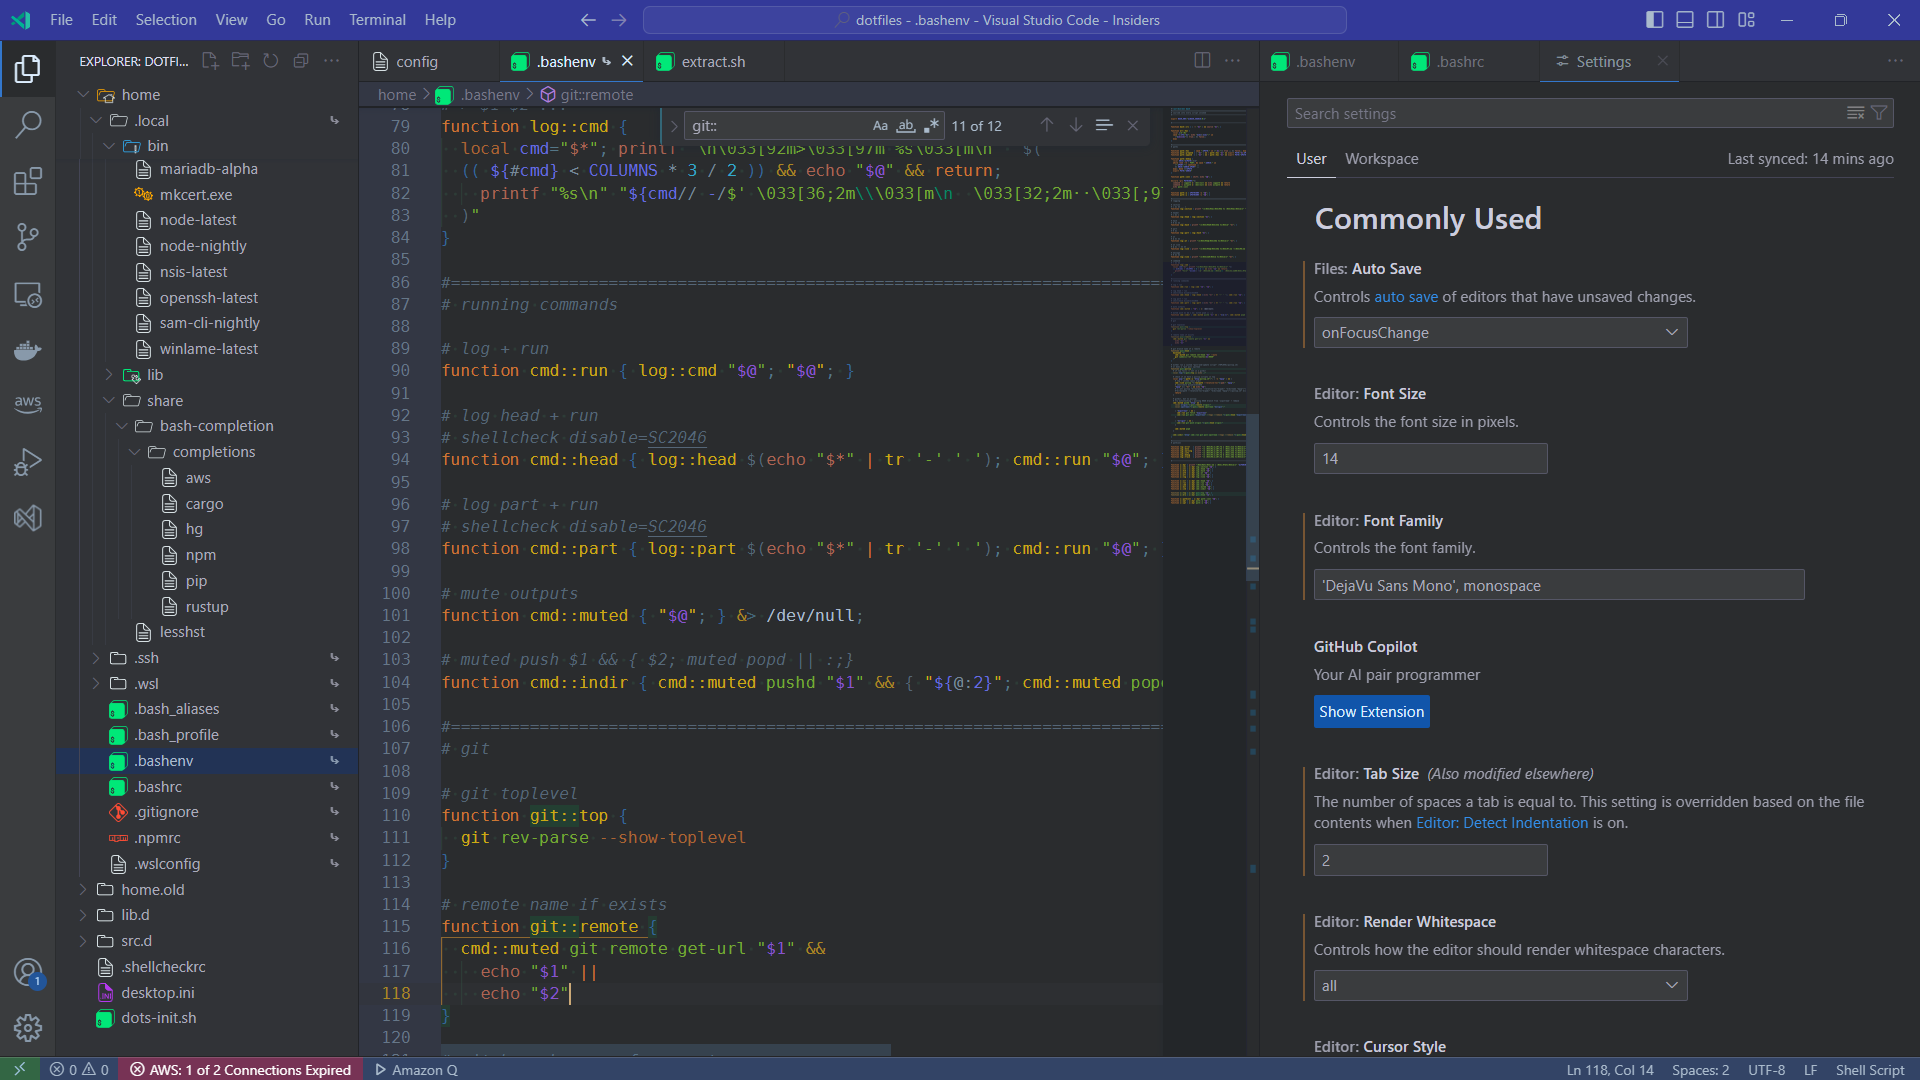 File Edit Selection View Go Run Terminal Help
dotfiles - .bashenv - Visual Studio Code - Insiders
EXPLORER: DOTFI...
home
.local
bin
mariadb-alpha
mkcert.exe
node-latest
node-nightly
nsis-latest
openssh-latest
sam-cli-nightly
winlame-latest
lib
share
bash-completion
completions
aws
cargo
hg
npm
pip
rustup
lesshst
.ssh
.wsl
.bash_aliases
.bash_profile
.bashenv
.bashrc
.gitignore
.npmrc
.wslconfig
home.old
lib.d
src.d
.shellcheckrc
desktop.ini
dots-init.sh
aws
1
config .bashenv extract.sh
home > .bashenv > git::remote
git:: Aa ab 11 of 12
79 function log::cmd {
80 local cmd="$*"; printf "\n\033[92m>\033[97m %s\033[m\n" "$(
81 (( ${#cmd} < COLUMNS * 3 / 2 )) && echo "$@" && return;
82 printf "%s\n" "${cmd// -/$' \033[36;2m\\\033[m\n  \033[32;2m··\033[;9
83 )"
84 }
85
86 #=========================================================================
87 # running commands
88
89 # log + run
90 function cmd::run { log::cmd "$@"; "$@"; }
91
92 # log head + run
93 # shellcheck disable=SC2046
94 function cmd::head { log::head $(echo "$*" | tr '-' ' '); cmd::run "$@";
95
96 # log part + run
97 # shellcheck disable=SC2046
98 function cmd::part { log::part $(echo "$*" | tr '-' ' '); cmd::run "$@";
99
100 # mute outputs
101 function cmd::muted { "$@"; } &> /dev/null;
102
103 # muted push $1 && { $2; muted popd || :;}
104 function cmd::indir { cmd::muted pushd "$1" && { "${@:2}"; cmd::muted pop
105
106 #=========================================================================
107 # git
108
109 # git toplevel
110 function git::top {
111 git rev-parse --show-toplevel
112 }
113
114 # remote name if exists
115 function git::remote {
116 cmd::muted git remote get-url "$1" &&
117 echo "$1" ||
118 echo "$2"
119 }
120
.bashenv .bashrc Settings
Search settings
User Workspace Last synced: 14 mins ago
Commonly Used
Files: Auto Save
Controls auto save of editors that have unsaved changes.
onFocusChange
Editor: Font Size
Controls the font size in pixels.
14
Editor: Font Family
Controls the font family.
'DejaVu Sans Mono', monospace
GitHub Copilot
Your AI pair programmer
Show Extension
Editor: Tab Size (Also modified elsewhere)
The number of spaces a tab is equal to. This setting is overridden based on the file
contents when Editor: Detect Indentation is on.
2
Editor: Render Whitespace
Controls how the editor should render whitespace characters.
all
Editor: Cursor Style
0 0 AWS: 1 of 2 Connections Expired Amazon Q Ln 118, Col 14 Spaces: 2 UTF-8 LF Shell Script